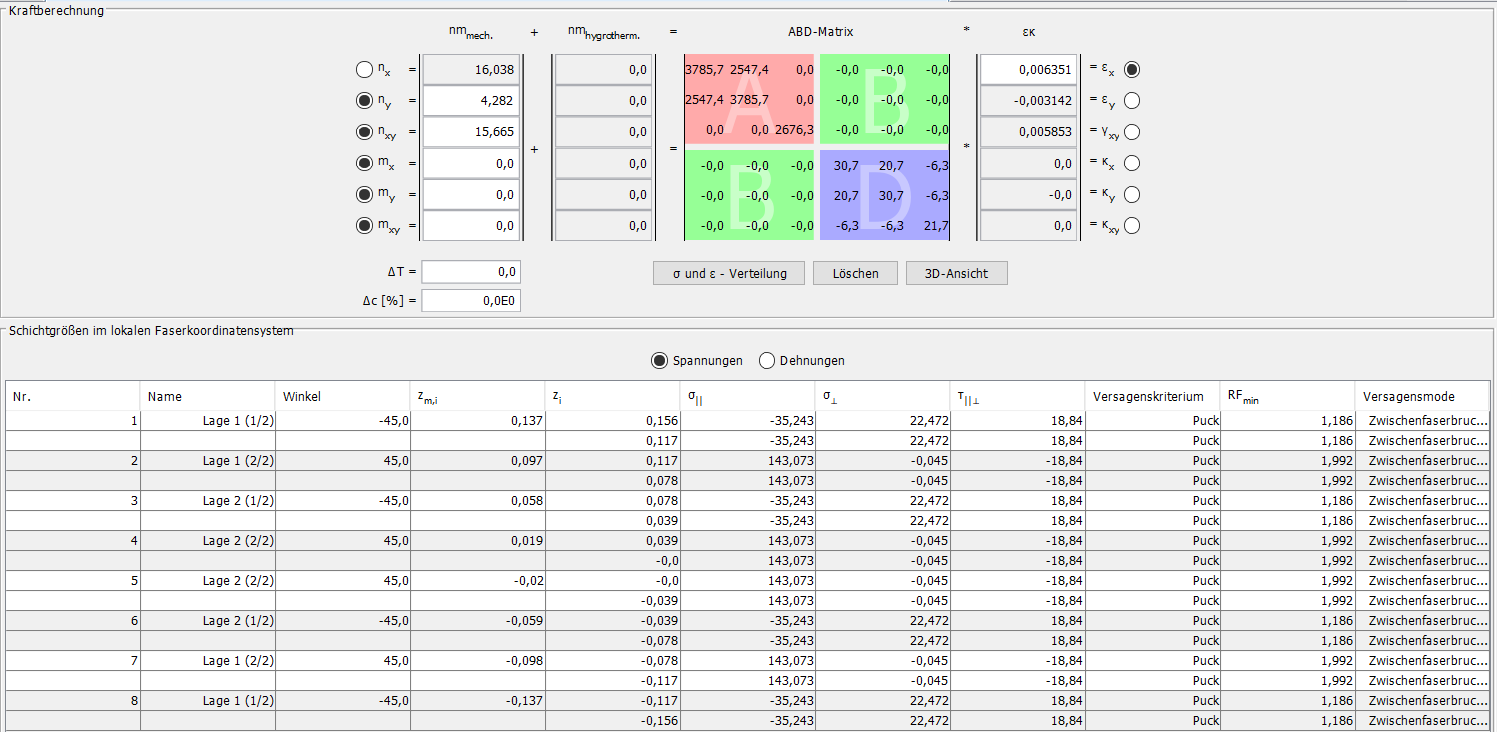 Kraftberechnung
nm mech. + nm hygrotherm. = ABD-Matrix * εκ
n x = 16,038 0,0 3785,7 2547,4 0,0 -0,0 -0,0 -0,0 0,006351 = ε x
n y = 4,282 0,0 2547,4 3785,7 0,0 -0,0 -0,0 -0,0 -0,003142 = ε y
n xy = 15,665 0,0 0,0 0,0 2676,3 -0,0 -0,0 -0,0 0,005853 = γ xy
A B
+ = *
m x = 0,0 0,0 -0,0 -0,0 -0,0 30,7 20,7 -6,3 0,0 = κ x
m y = 0,0 0,0 -0,0 -0,0 -0,0 20,7 30,7 -6,3 -0,0 = κ y
m xy = 0,0 0,0 -0,0 -0,0 -0,0 -6,3 -6,3 21,7 0,0 = κ xy
B D
ΔT = 0,0 σ und ε - Verteilung Löschen 3D-Ansicht
Δc [%] = 0,0E0
Schichtgrößen im lokalen Faserkoordinatensystem
Spannungen Dehnungen
Nr. Name Winkel z m,i z i σ || σ ⊥ τ ||⊥ Versagenskriterium RF min Versagensmode
1 Lage 1 (1/2) -45,0 0,137 0,156 -35,243 22,472 18,84 Puck 1,186 Zwischenfaserbruc...
0,117 -35,243 22,472 18,84 Puck 1,186 Zwischenfaserbruc...
2 Lage 1 (2/2) 45,0 0,097 0,117 143,073 -0,045 -18,84 Puck 1,992 Zwischenfaserbruc...
0,078 143,073 -0,045 -18,84 Puck 1,992 Zwischenfaserbruc...
3 Lage 2 (1/2) -45,0 0,058 0,078 -35,243 22,472 18,84 Puck 1,186 Zwischenfaserbruc...
0,039 -35,243 22,472 18,84 Puck 1,186 Zwischenfaserbruc...
4 Lage 2 (2/2) 45,0 0,019 0,039 143,073 -0,045 -18,84 Puck 1,992 Zwischenfaserbruc...
-0,0 143,073 -0,045 -18,84 Puck 1,992 Zwischenfaserbruc...
5 Lage 2 (2/2) 45,0 -0,02 -0,0 143,073 -0,045 -18,84 Puck 1,992 Zwischenfaserbruc...
-0,039 143,073 -0,045 -18,84 Puck 1,992 Zwischenfaserbruc...
6 Lage 2 (1/2) -45,0 -0,059 -0,039 -35,243 22,472 18,84 Puck 1,186 Zwischenfaserbruc...
-0,078 -35,243 22,472 18,84 Puck 1,186 Zwischenfaserbruc...
7 Lage 1 (2/2) 45,0 -0,098 -0,078 143,073 -0,045 -18,84 Puck 1,992 Zwischenfaserbruc...
-0,117 143,073 -0,045 -18,84 Puck 1,992 Zwischenfaserbruc...
8 Lage 1 (1/2) -45,0 -0,137 -0,117 -35,243 22,472 18,84 Puck 1,186 Zwischenfaserbruc...
-0,156 -35,243 22,472 18,84 Puck 1,186 Zwischenfaserbruc...